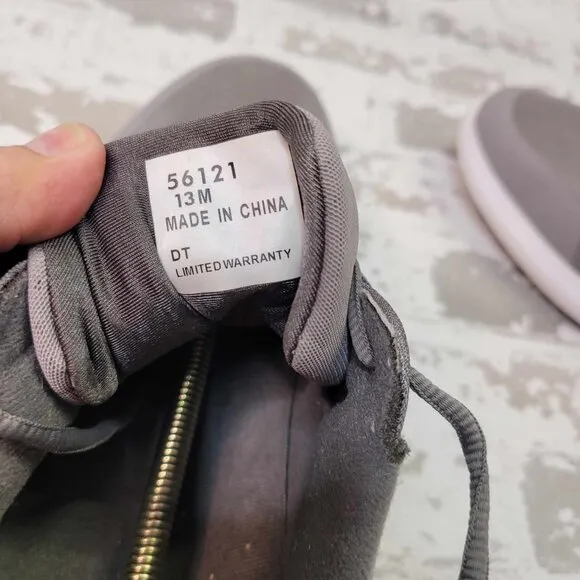 56121
13M
MADE IN CHINA
DT
LIMITED WARRANTY